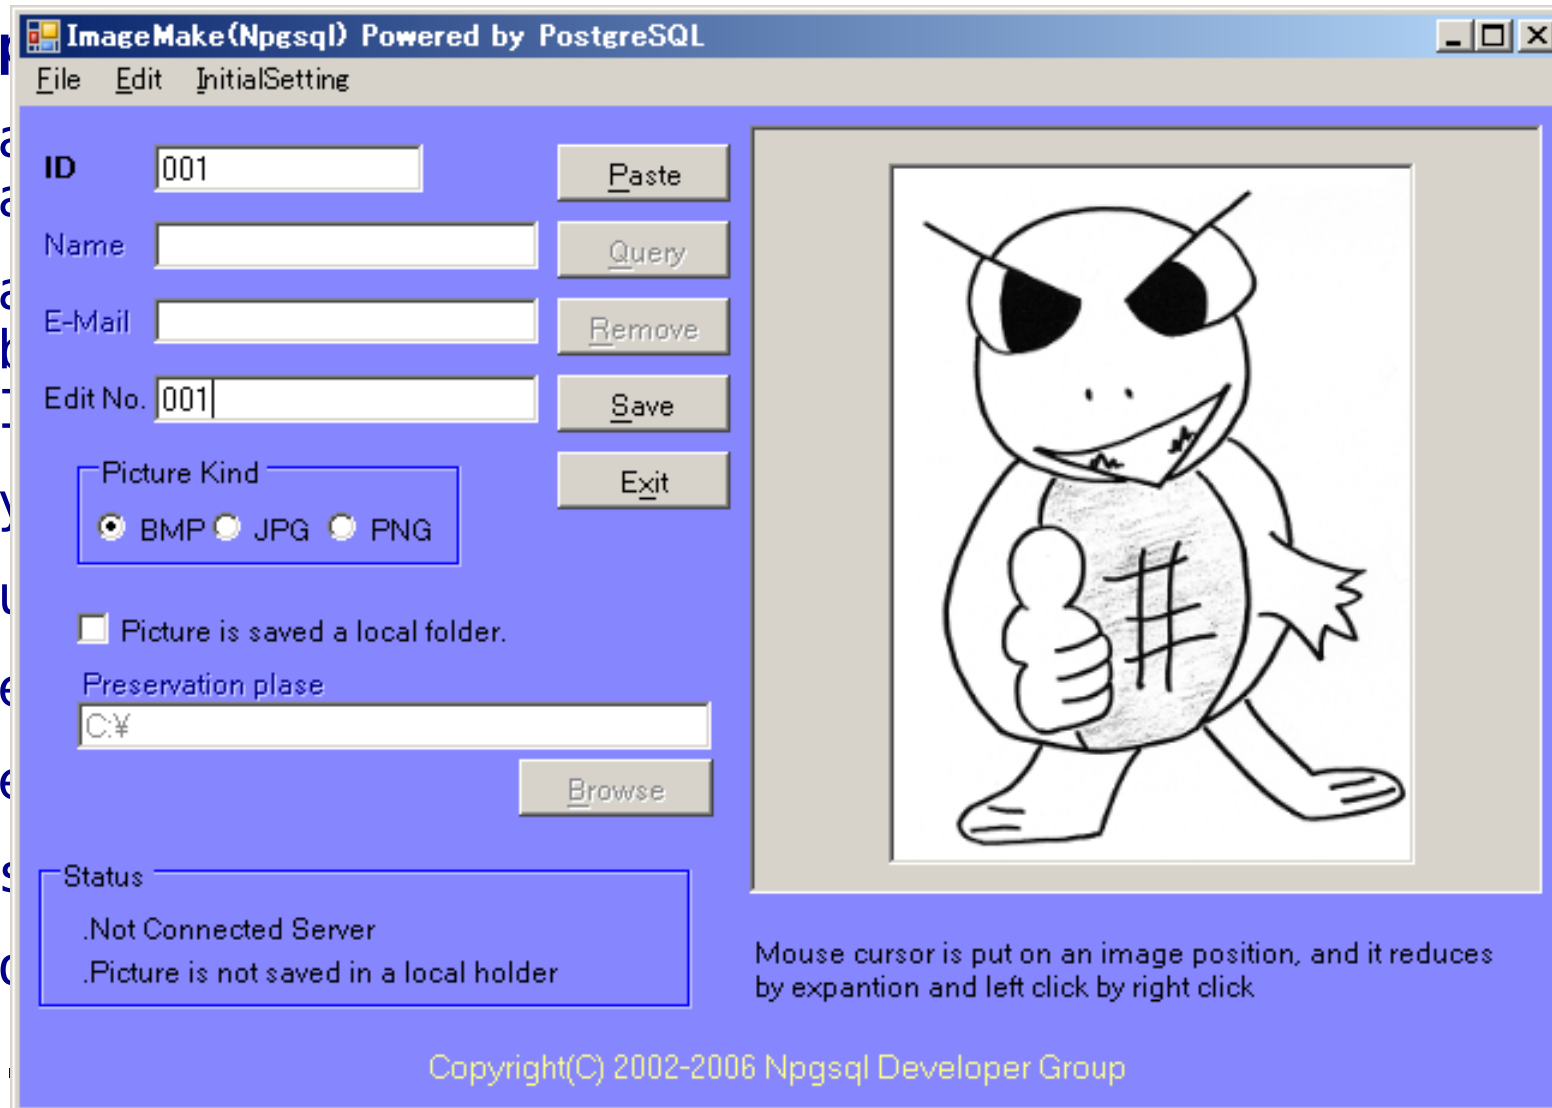 ImageMake(Npgsql) Powered by PostgreSQL
File Edit InitialSetting
ID 001 Paste
Name Query
E-Mail Remove
Edit No. 001 Save
Exit
Picture Kind
BMP JPG PNG
Picture is saved a local folder.
Preservation plase
C:¥
Browse
Status
.Not Connected Server
.Picture is not saved in a local holder
Mouse cursor is put on an image position, and it reduces
by expantion and left click by right click
Copyright(C) 2002-2006 Npgsql Developer Group